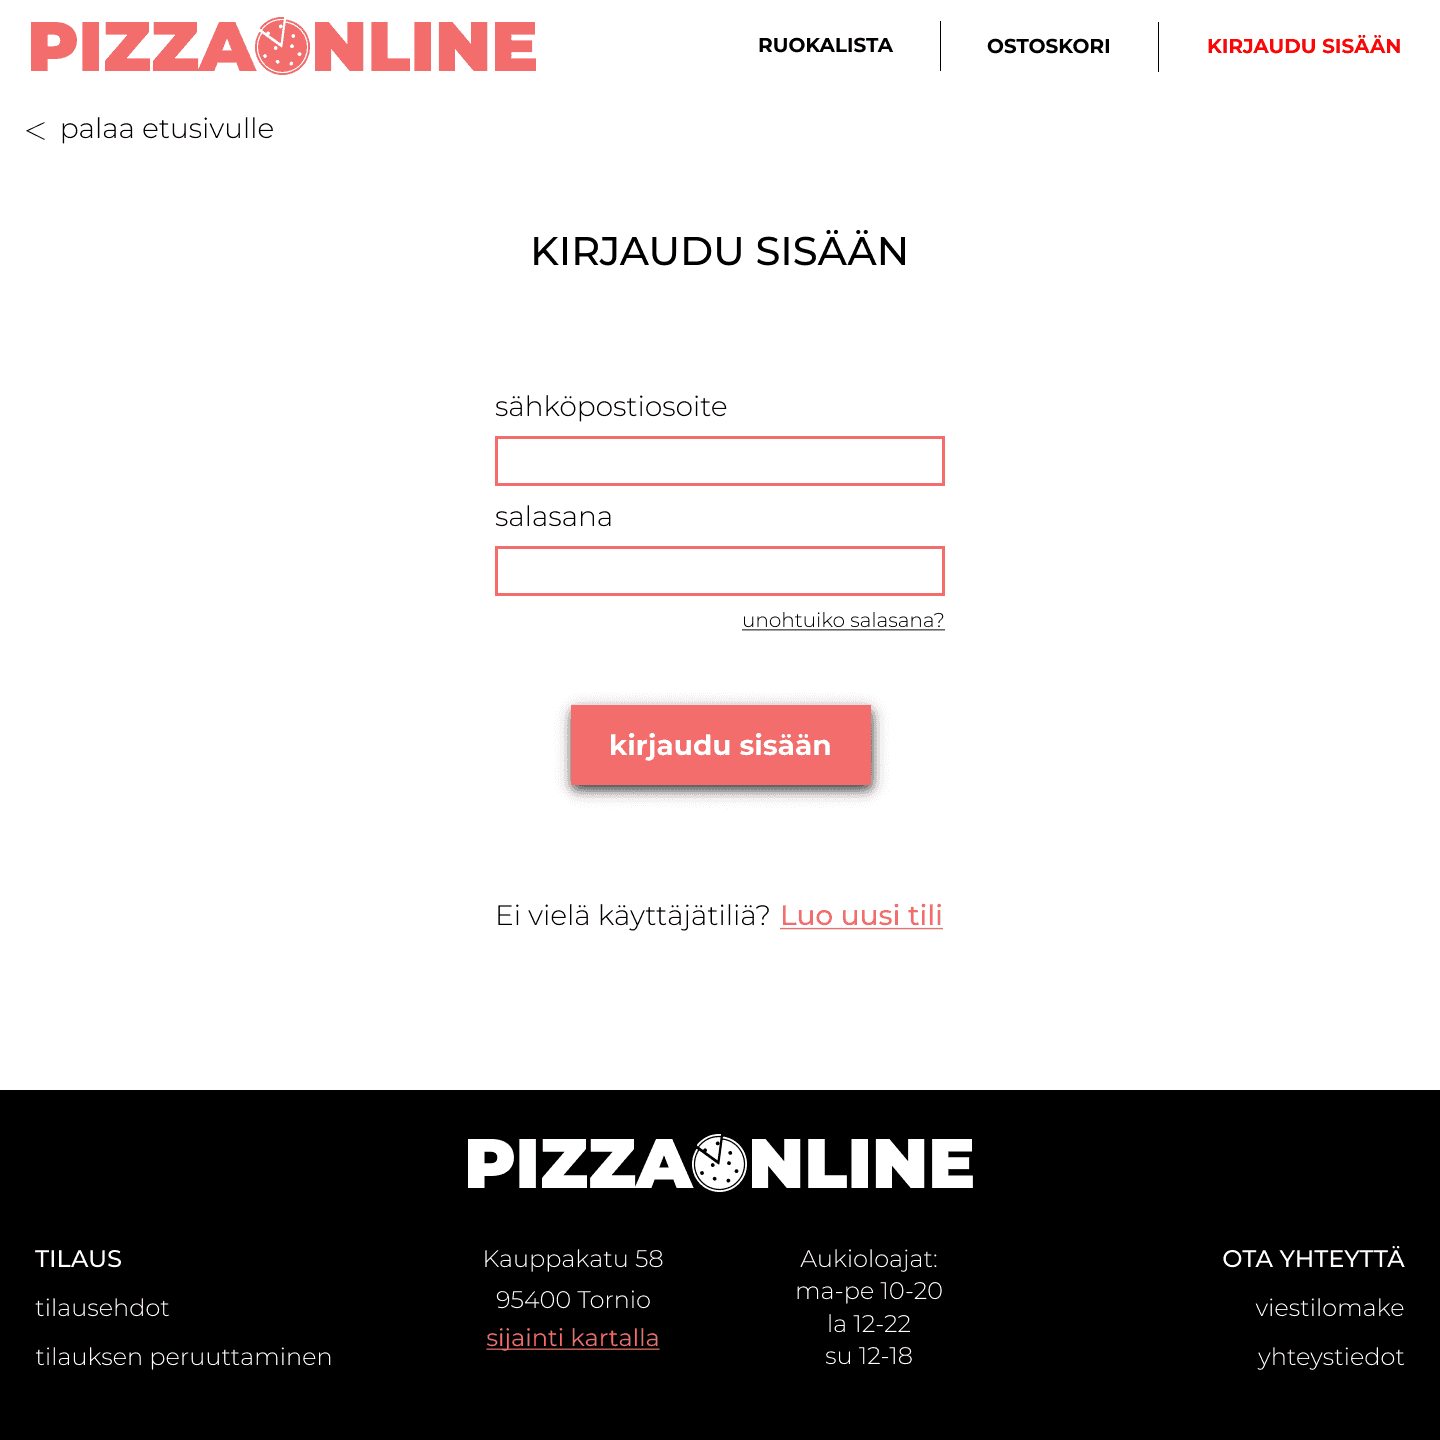 PIZZAONLINE
RUOKALISTA
OSTOSKORI
KIRJAUDU SISÄÄN
< palaa etusivulle
KIRJAUDU SISÄÄN
sähköpostiosoite
salasana
unohtuiko salasana?
kirjaudu sisään
Ei vielä käyttäjätiliä? Luo uusi tili
PIZZAONLINE
TILAUS
tilausehdot
tilauksen peruuttaminen
Kauppakatu 58
95400 Tornio
sijainti kartalla
Aukioloajat:
ma-pe 10-20
la 12-22
su 12-18
OTA YHTEYTTÄ
viestilomake
yhteystiedot